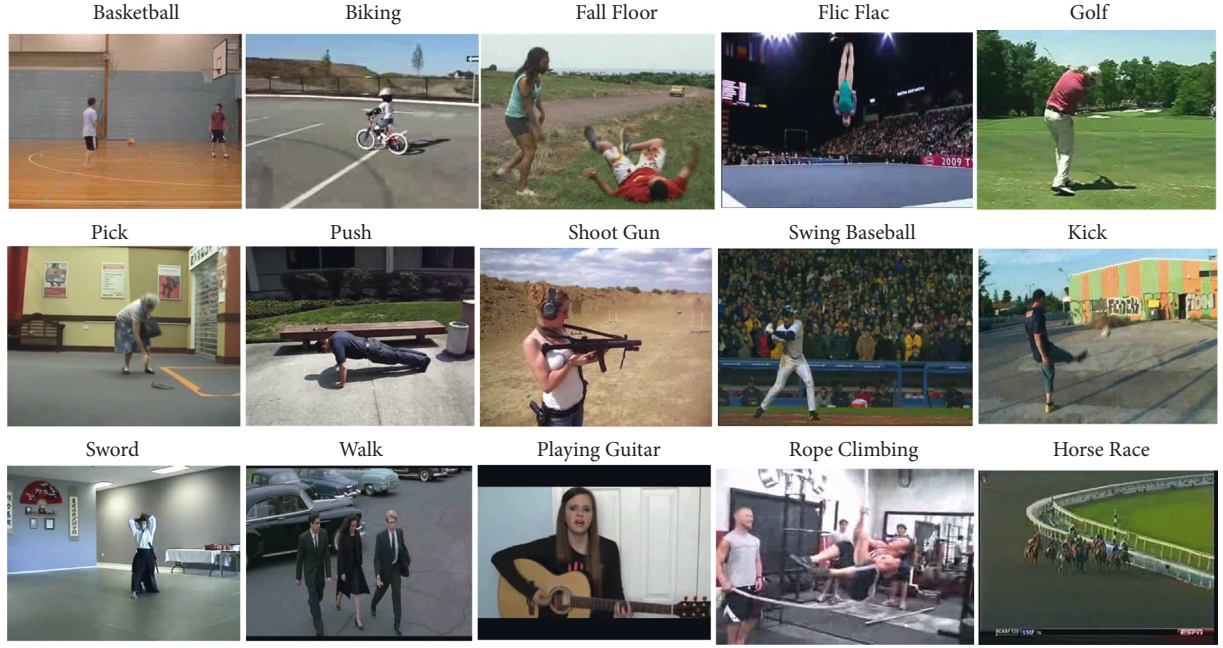 Basketball
Biking
Fall Floor
Flic Flac
Golf
2009 T
Pick
Push
Shoot Gun
Swing Baseball
Kick
Sword
Walk
Playing Guitar
Rope Climbing
Horse Race
ESPN